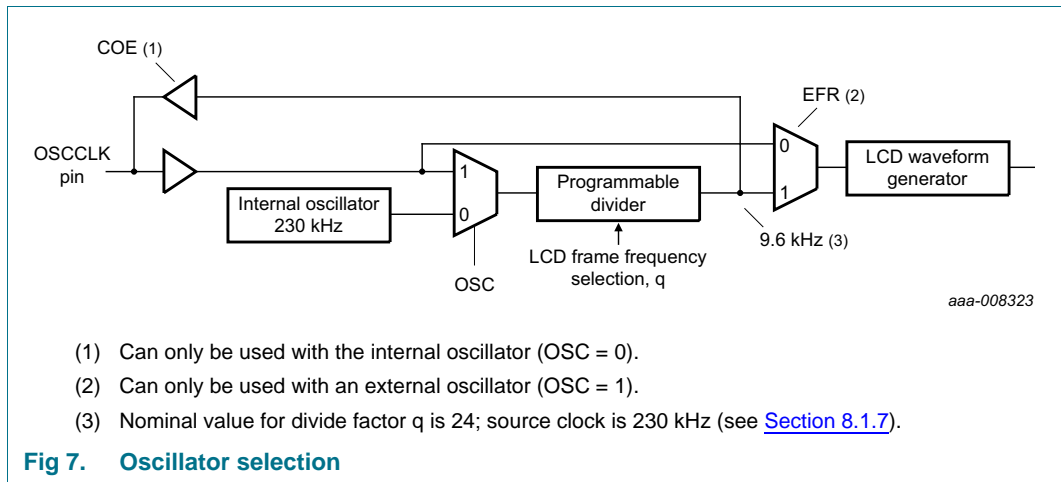 COE (1)
EFR (2)
OSCCLK
pin
1
0
Internal oscillator
230 kHz
Programmable
divider
0
1
LCD waveform
generator
9.6 kHz (3)
LCD frame frequency
selection, q
OSC
aaa-008323
(1) Can only be used with the internal oscillator (OSC = 0).
(2) Can only be used with an external oscillator (OSC = 1).
(3) Nominal value for divide factor q is 24; source clock is 230 kHz (see Section 8.1.7).
Fig 7. Oscillator selection